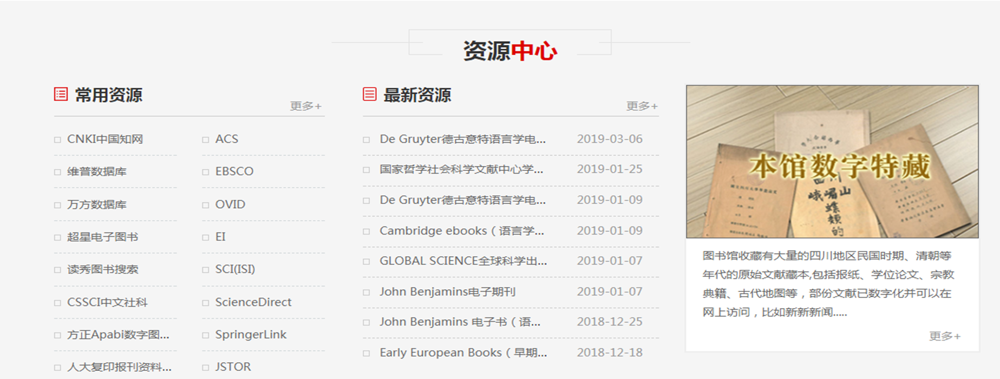 资源中心
常用资源
更多+
CNKI中国知网
ACS
维普数据库
EBSCO
万方数据库
OVID
超星电子图书
EI
读秀图书搜索
SCI(ISI)
CSSCI中文社科
ScienceDirect
方正Apabi数字图...
SpringerLink
人大复印报刊资料...
JSTOR
最新资源
更多+
De Gruyter德古意特语言学电... 2019-03-06
国家哲学社会科学文献中心学... 2019-01-25
De Gruyter德古意特语言学电... 2019-01-09
Cambridge ebooks（语言学... 2019-01-09
GLOBAL SCIENCE全球科学出... 2019-01-07
John Benjamins电子期刊 2019-01-07
John Benjamins 电子书（语... 2018-12-25
Early European Books（早期... 2018-12-18
本馆数字特藏
峨嵋山
蝶类
的
图书馆收藏有大量的四川地区民国时期、清朝等
年代的原始文献藏本,包括报纸、学位论文、宗教
典籍、古代地图等，部份文献已数字化并可以在
网上访问，比如新新新闻.....
更多+